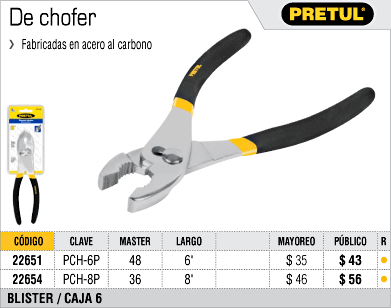 De chofer
PRETUL®
❯ Fabricadas en acero al carbono
PRETUL
CÓDIGO CLAVE MASTER LARGO MAYOREO PÚBLICO R
22651 PCH-6P 48 6' $ 35 $ 43 ●
22654 PCH-8P 36 8' $ 46 $ 56 ●
BLISTER / CAJA 6